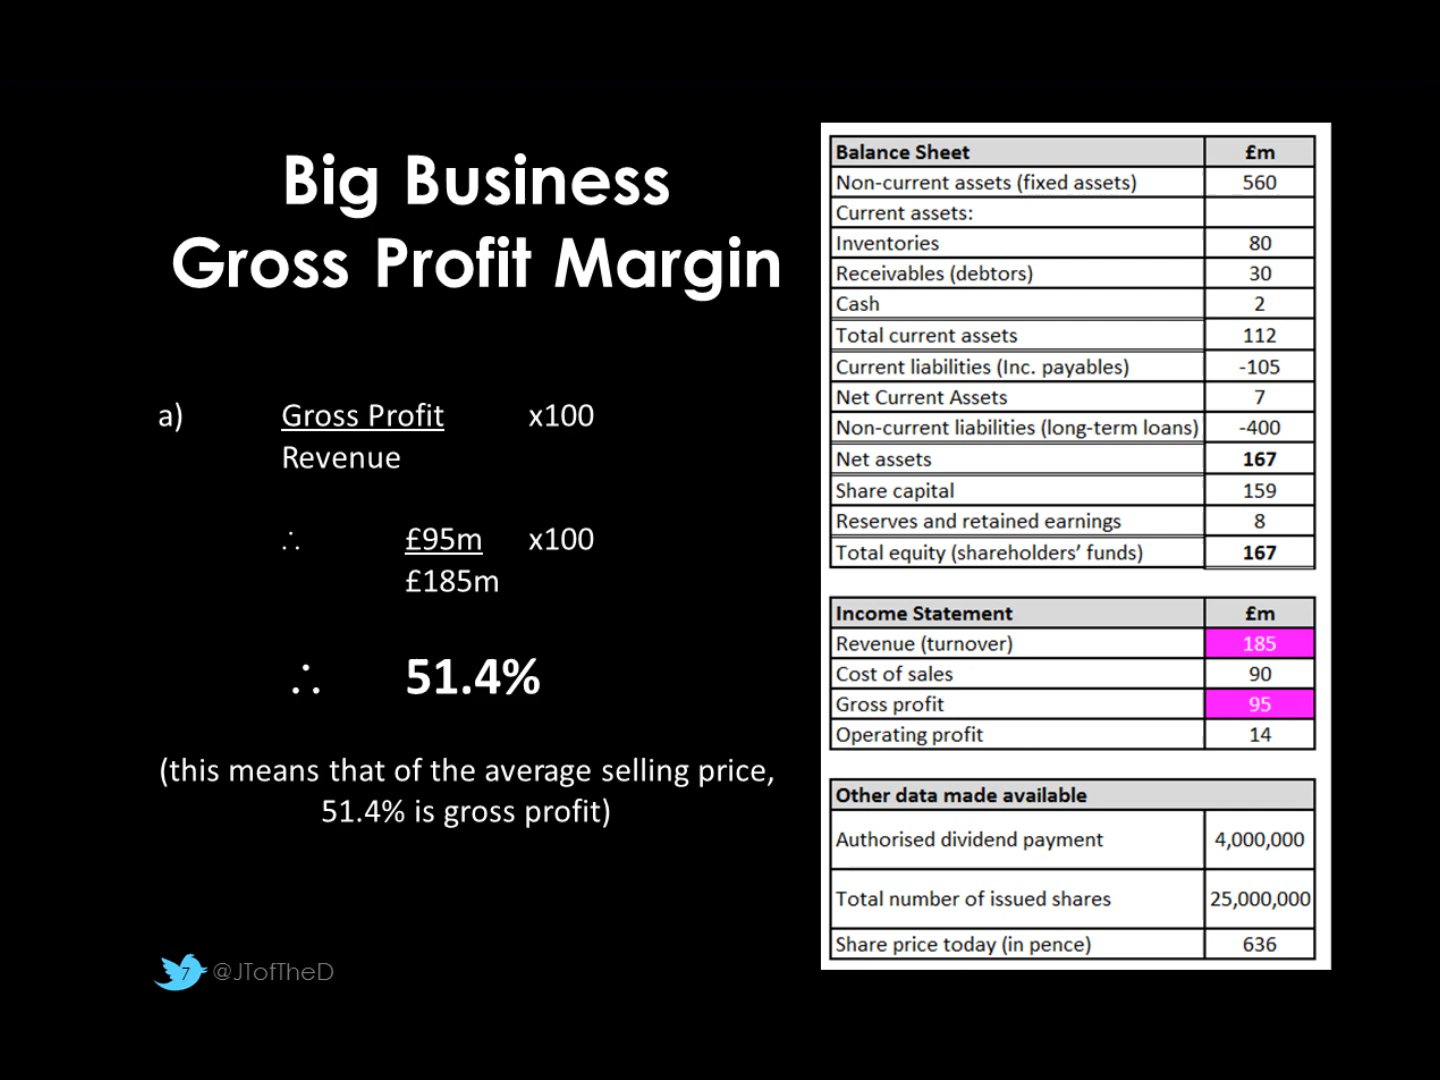 Big Business
Gross Profit Margin
a) Gross Profit x100
Revenue
∴ £95m x100
£185m
∴ 51.4%
(this means that of the average selling price,
51.4% is gross profit)
7 @JTofTheD
Balance Sheet £m
Non-current assets (fixed assets) 560
Current assets:
Inventories 80
Receivables (debtors) 30
Cash 2
Total current assets 112
Current liabilities (Inc. payables) -105
Net Current Assets 7
Non-current liabilities (long-term loans) -400
Net assets 167
Share capital 159
Reserves and retained earnings 8
Total equity (shareholders’ funds) 167
Income Statement £m
Revenue (turnover) 185
Cost of sales 90
Gross profit 95
Operating profit 14
Other data made available
Authorised dividend payment 4,000,000
Total number of issued shares 25,000,000
Share price today (in pence) 636